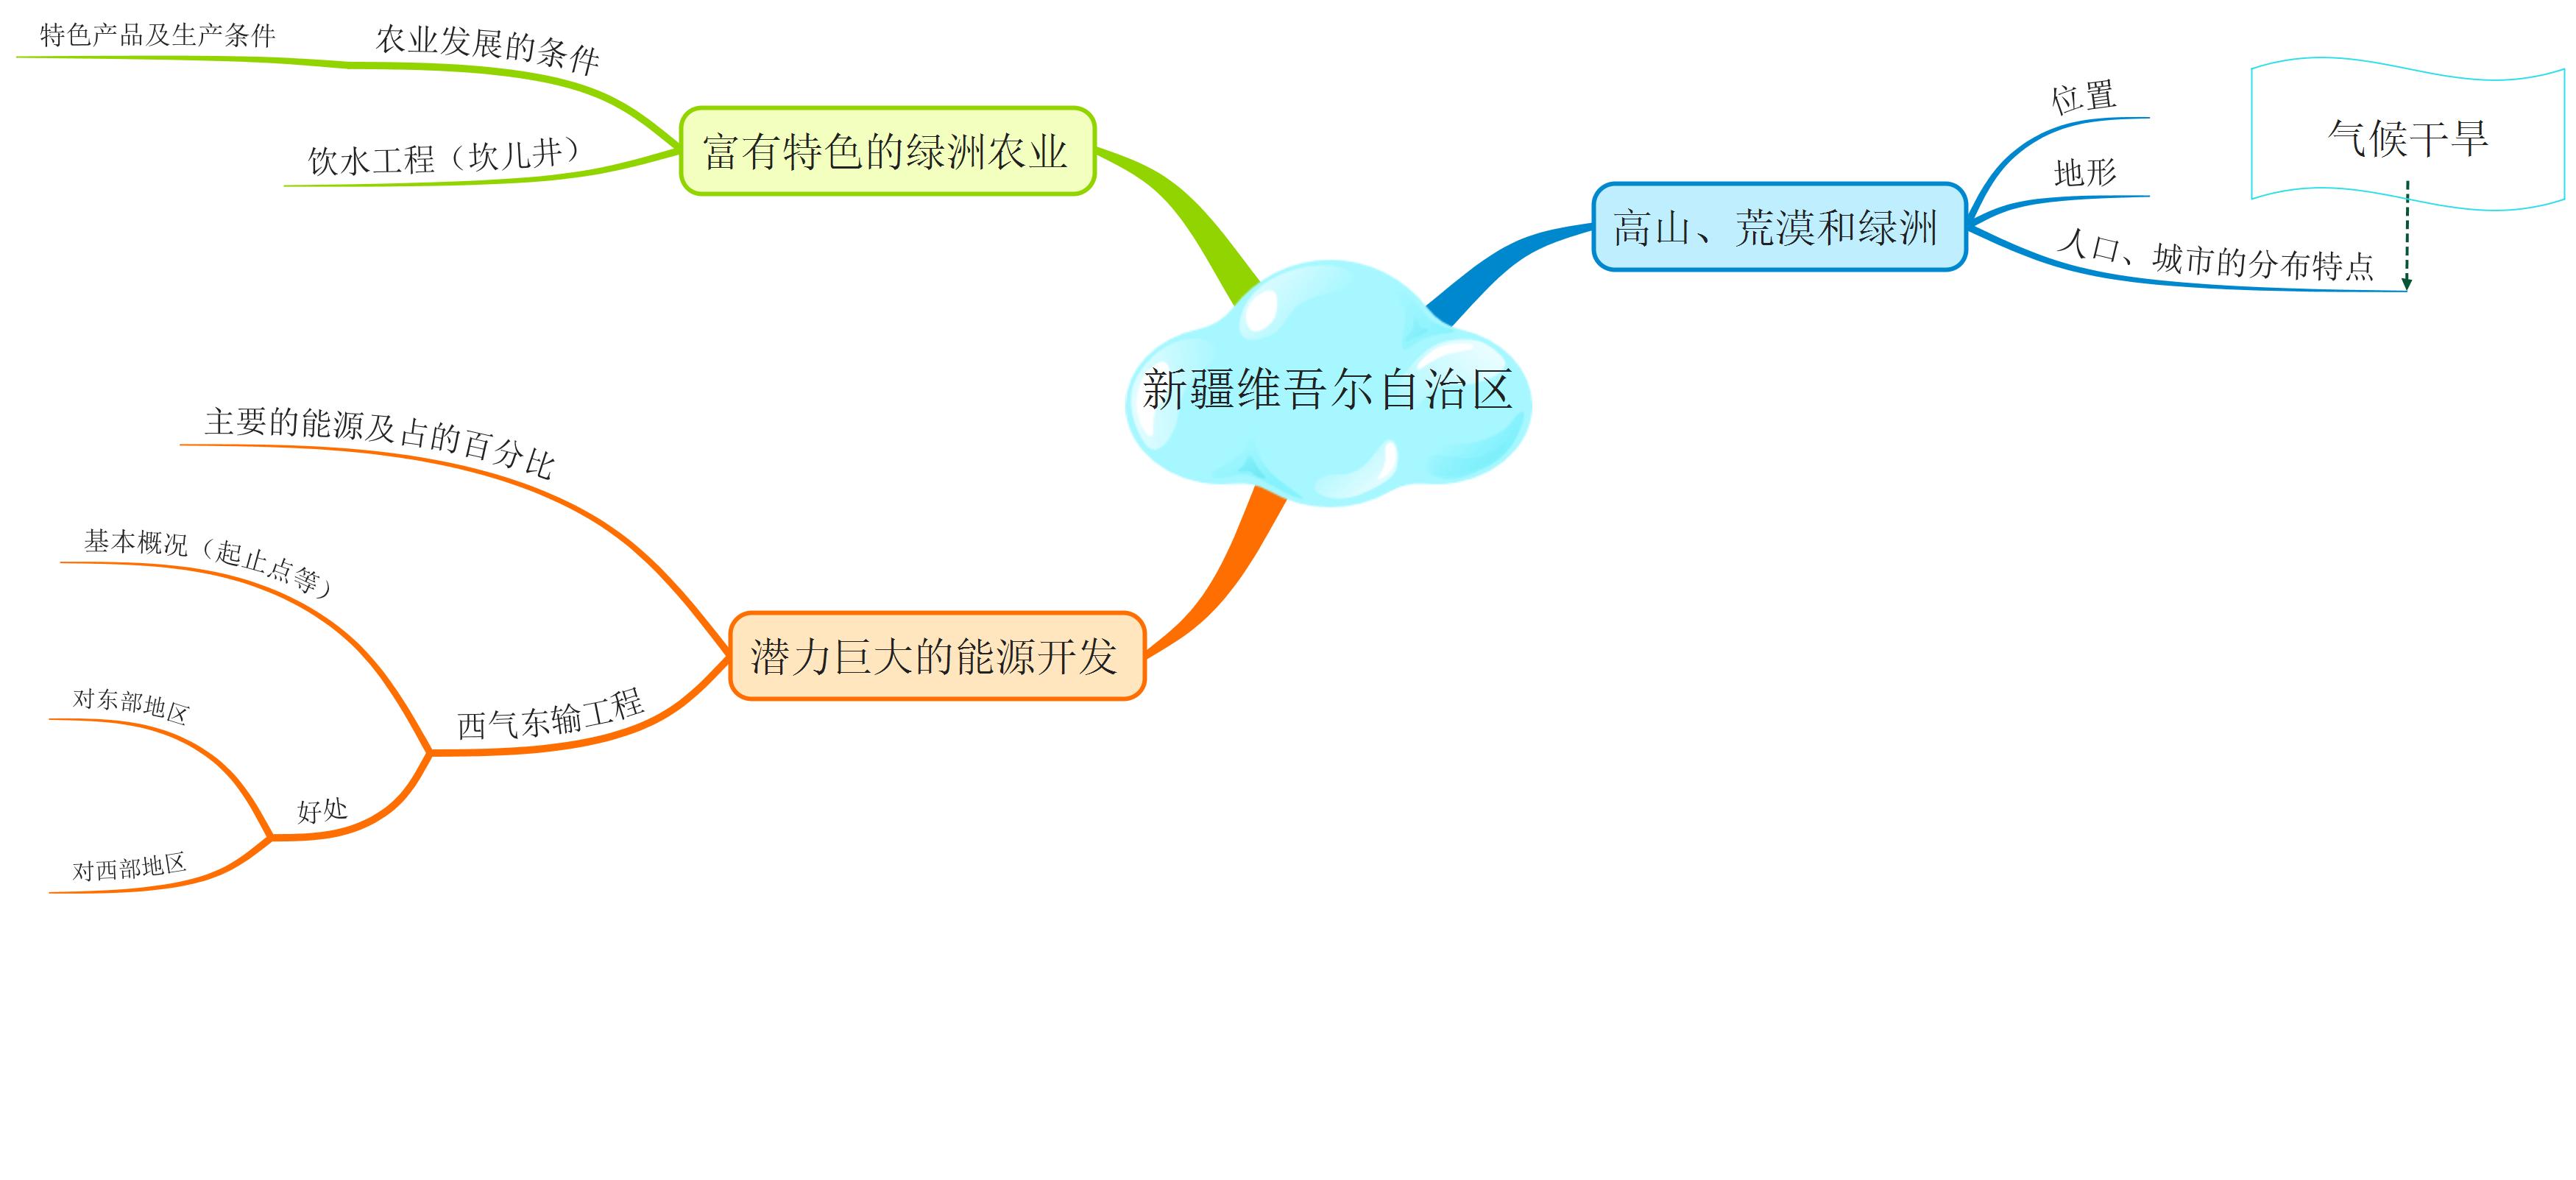 新疆维吾尔自治区
高山、荒漠和绿洲
位置
地形
人口、城市的分布特点
气候干旱
富有特色的绿洲农业
农业发展的条件
特色产品及生产条件
饮水工程（坎儿井）
潜力巨大的能源开发
主要的能源及占的百分比
西气东输工程
基本概况（起止点等）
好处
对东部地区
对西部地区